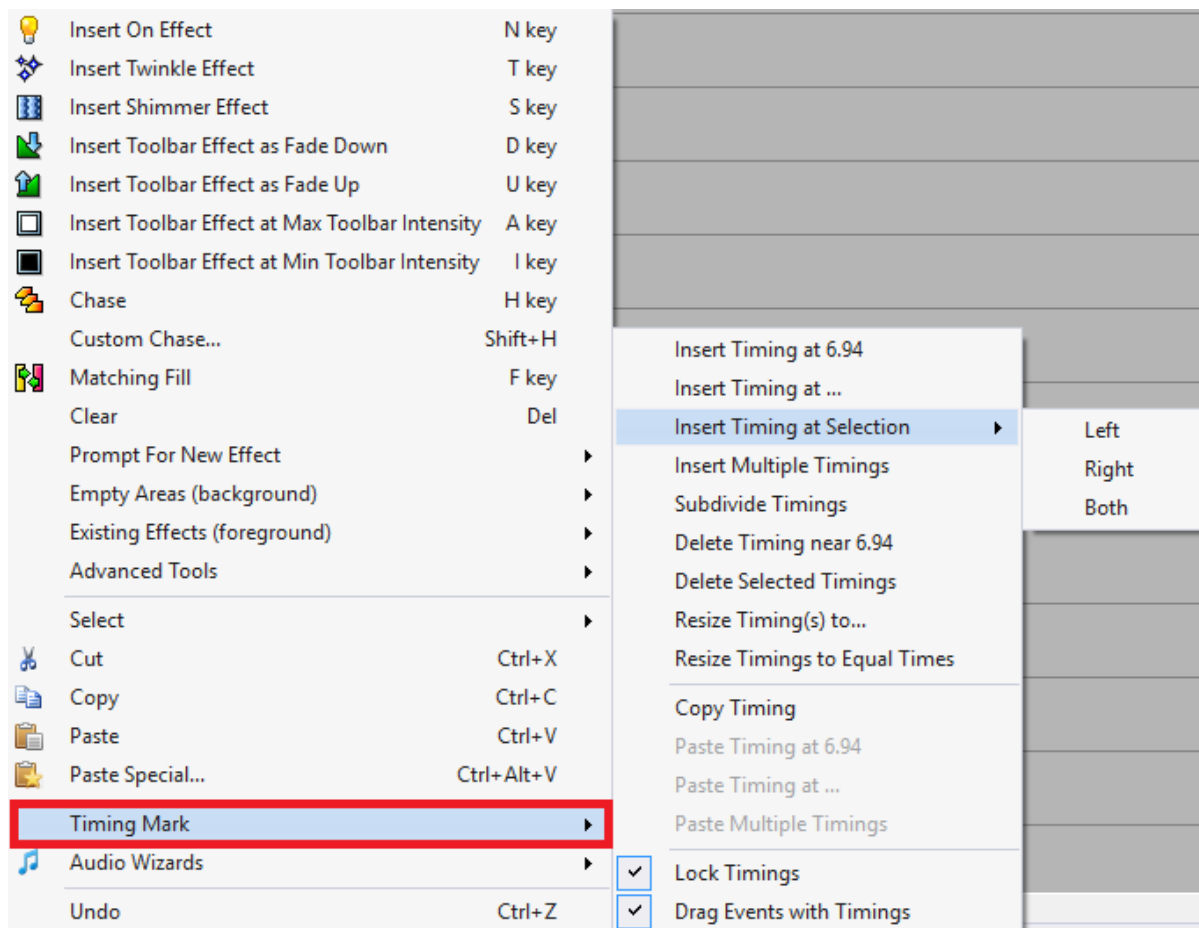 Insert On Effect N key
Insert Twinkle Effect T key
Insert Shimmer Effect S key
Insert Toolbar Effect as Fade Down D key
Insert Toolbar Effect as Fade Up U key
Insert Toolbar Effect at Max Toolbar Intensity A key
Insert Toolbar Effect at Min Toolbar Intensity I key
Chase H key
Custom Chase... Shift+H
Matching Fill F key
Clear Del
Prompt For New Effect
Empty Areas (background)
Existing Effects (foreground)
Advanced Tools
Select
Cut Ctrl+X
Copy Ctrl+C
Paste Ctrl+V
Paste Special... Ctrl+Alt+V
Timing Mark
Audio Wizards
Undo Ctrl+Z
Insert Timing at 6.94
Insert Timing at ...
Insert Timing at Selection
Insert Multiple Timings
Subdivide Timings
Delete Timing near 6.94
Delete Selected Timings
Resize Timing(s) to...
Resize Timings to Equal Times
Copy Timing
Paste Timing at 6.94
Paste Timing at ...
Paste Multiple Timings
Lock Timings
Drag Events with Timings
Left
Right
Both